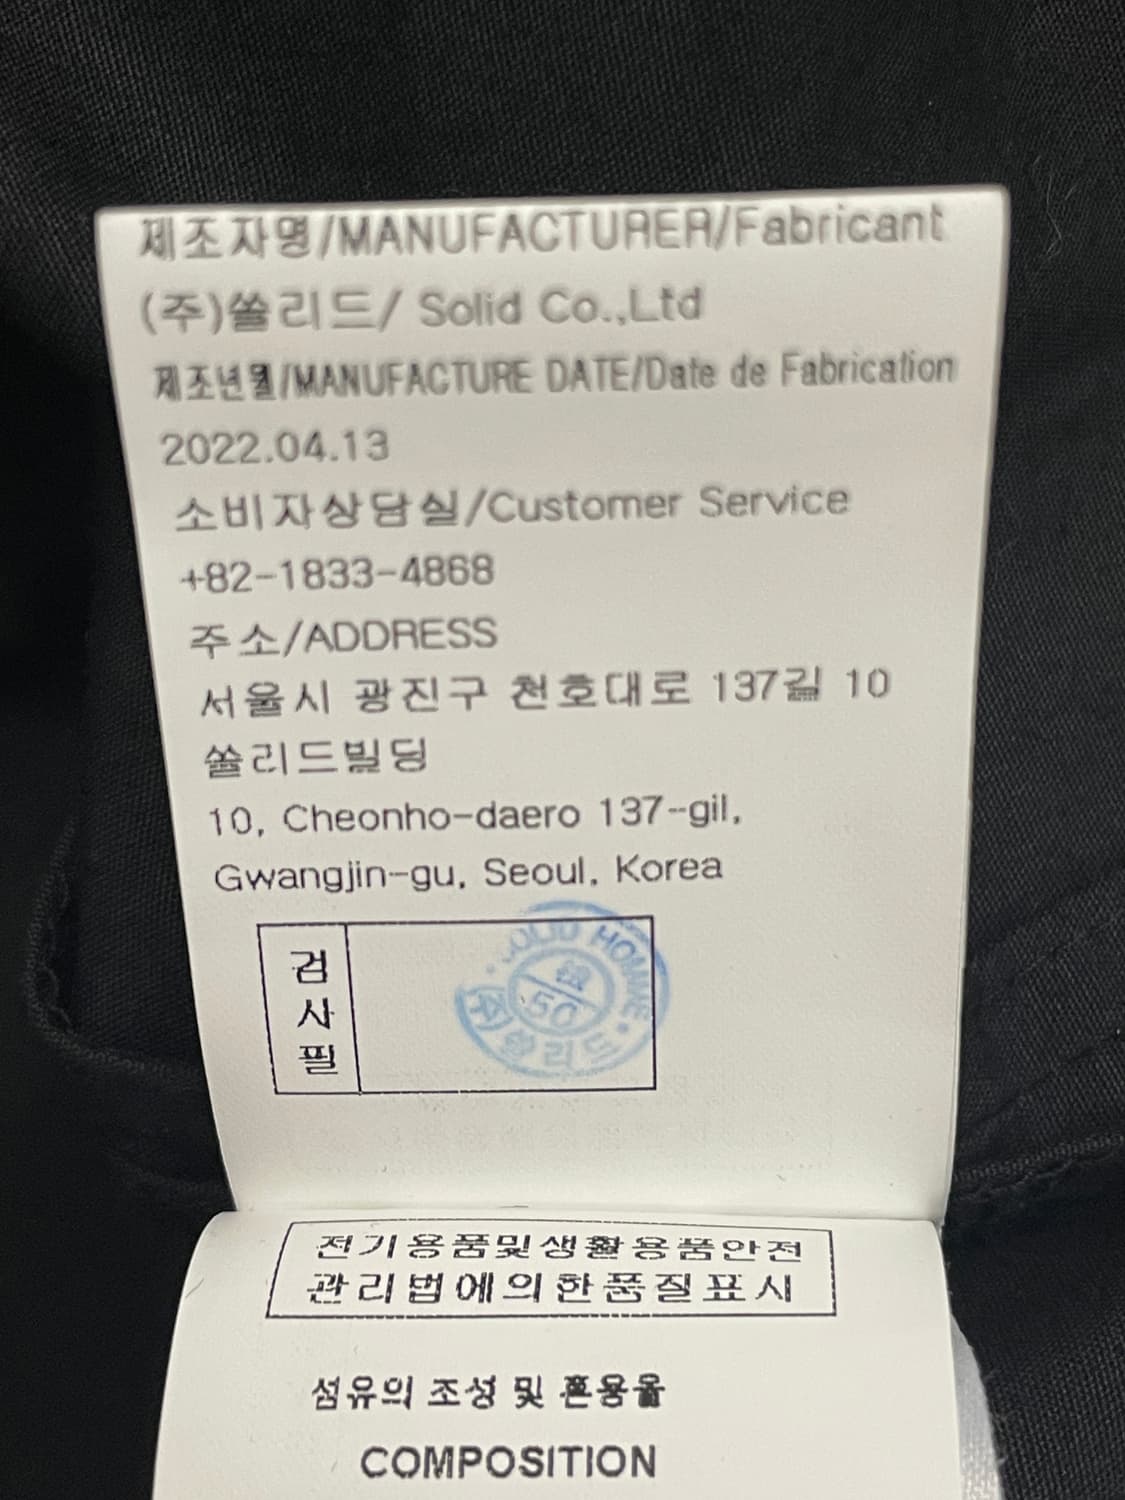 제조자명/MANUFACTURER/Fabricant
(주)쏠리드/ Solid Co.,Ltd
제조년월/MANUFACTURE DATE/Date de Fabrication
2022.04.13
소비자상담실/Customer Service
+82-1833-4868
주소/ADDRESS
서울시 광진구 천호대로 137길 10
쏠리드빌딩
10, Cheonho-daero 137-gil,
Gwangjin-gu, Seoul, Korea
검사필
SOLID HOMME
50
(주)쏠리드
전기용품및생활용품안전
관리법에의한품질표시
섬유의 조성 및 혼용율
COMPOSITION